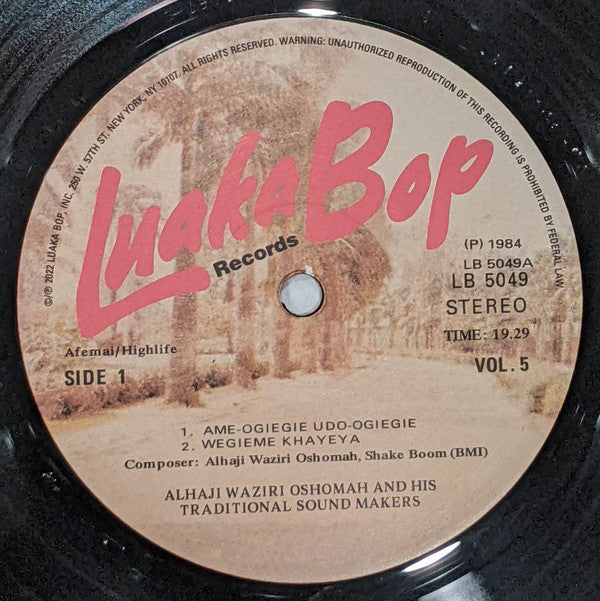 ©/℗ 2022 LUAKA BOP, INC. 250 W. 57TH ST. NEW YORK, NY 10107. ALL RIGHTS RESERVED. WARNING: UNAUTHORIZED REPRODUCTION OF THIS RECORDING IS PROHIBITED BY FEDERAL LAW.
Luaka Bop
Records
(P) 1984
LB 5049A
LB 5049
STEREO
TIME: 19.29
Afemai/Highlife
SIDE 1
VOL. 5
1. AME-OGIEGIE UDO-OGIEGIE
2. WEGIEME KHAYEYA
Composer: Alhaji Waziri Oshomah, Shake Boom (BMI)
ALHAJI WAZIRI OSHOMAH AND HIS
TRADITIONAL SOUND MAKERS